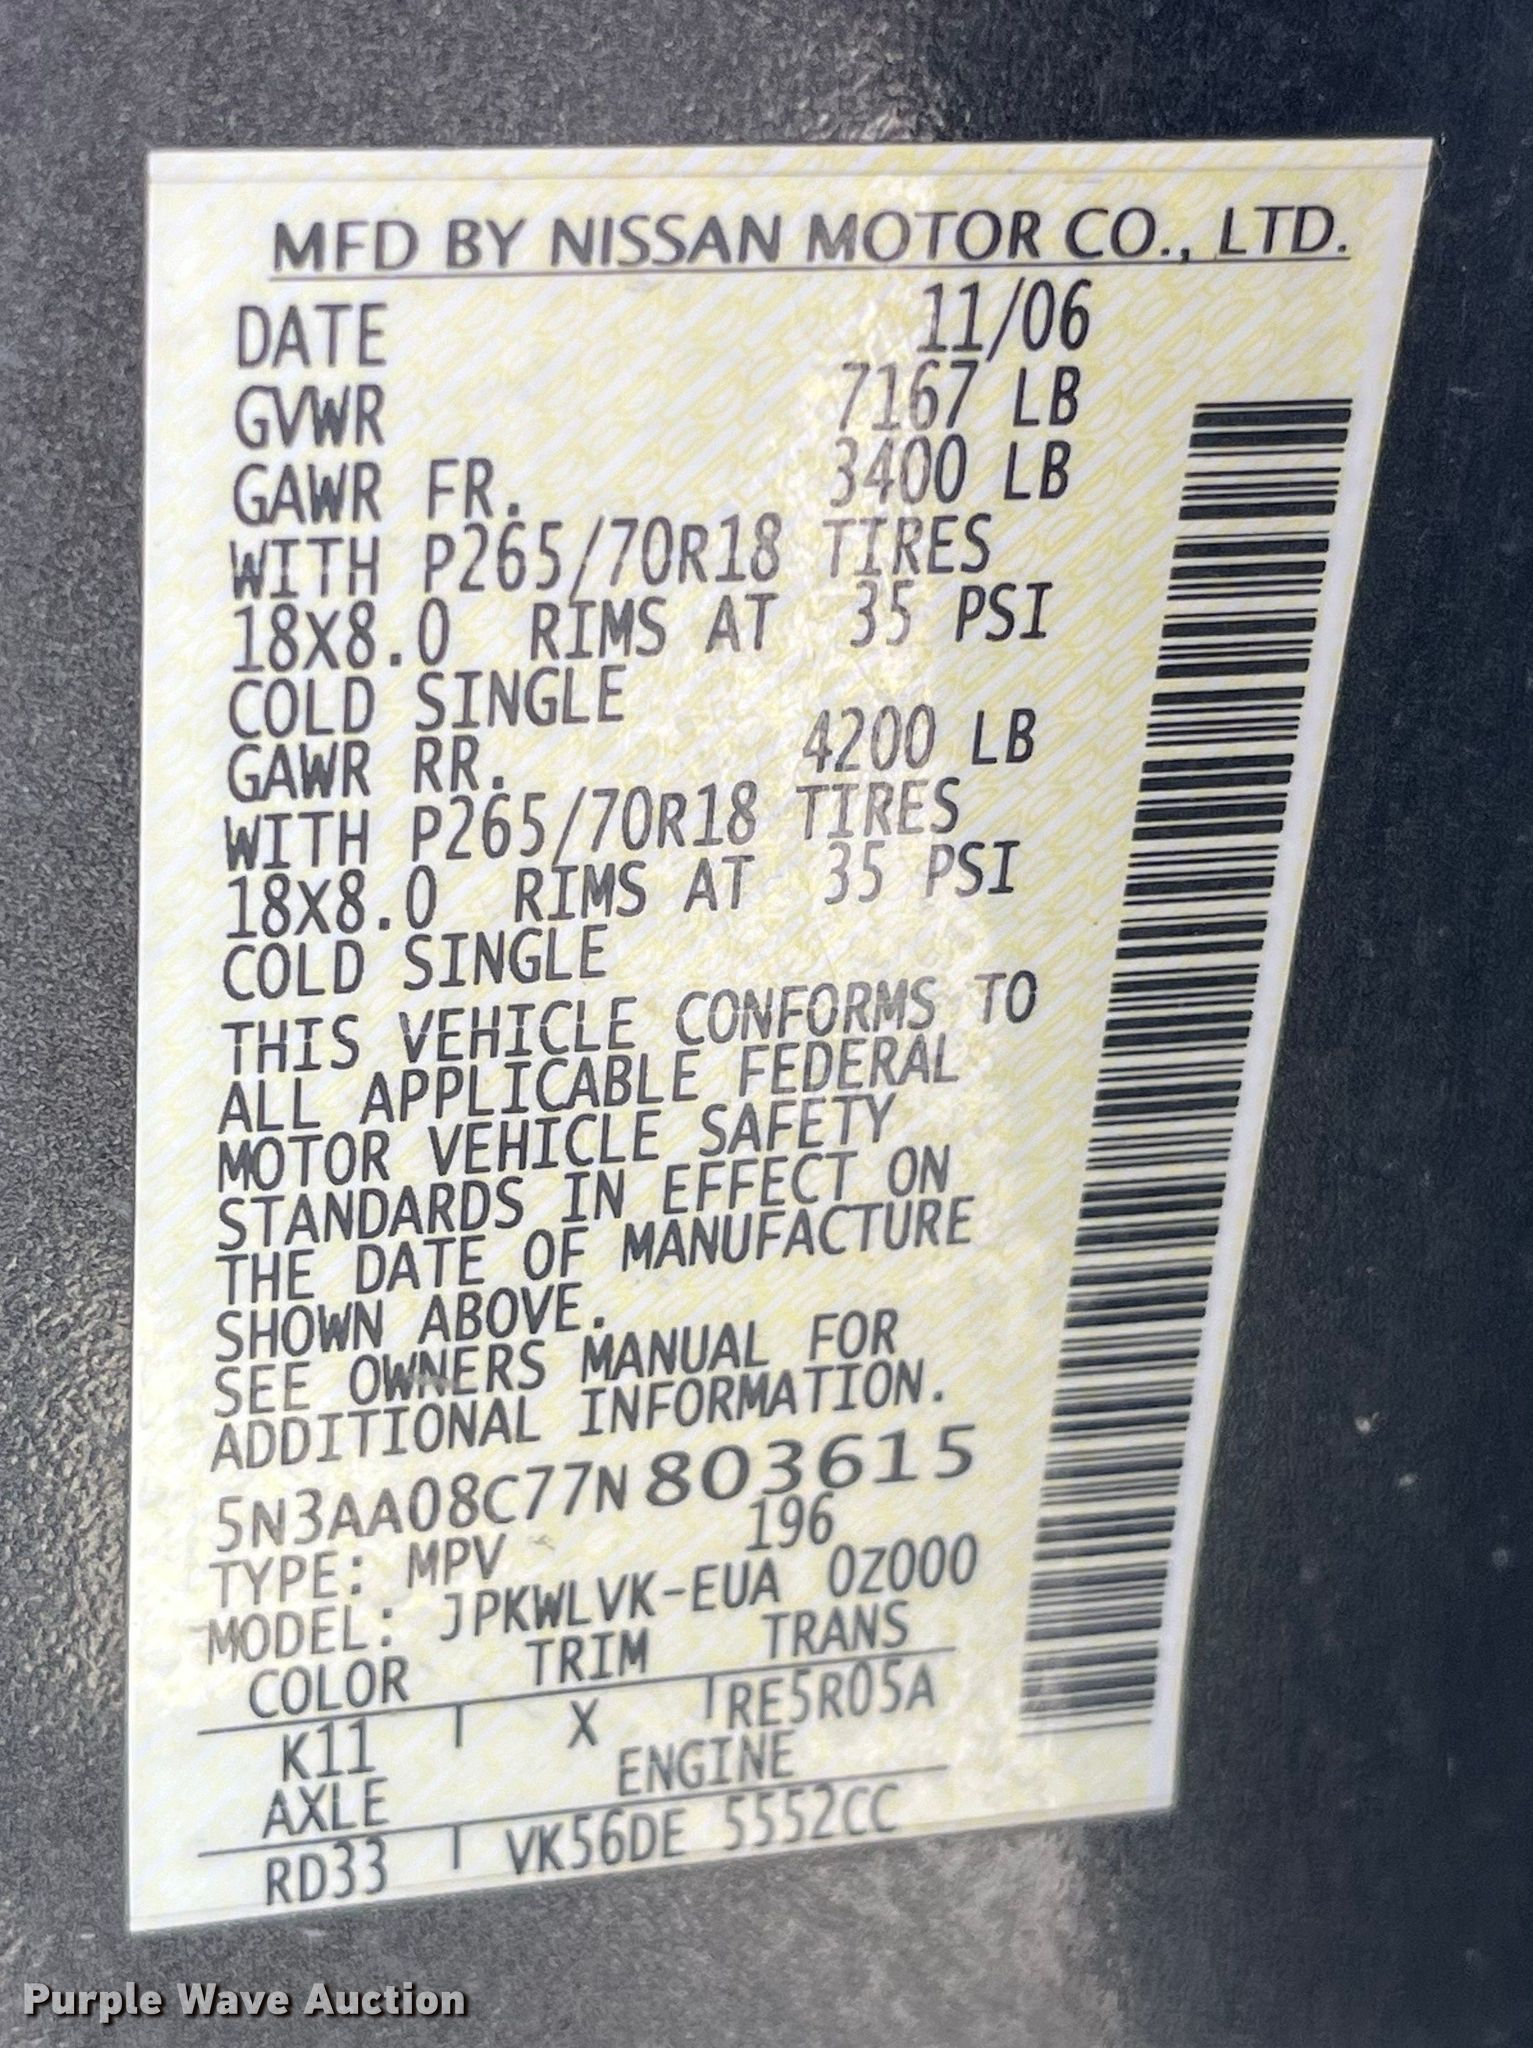 MFD BY NISSAN MOTOR CO., LTD.
DATE 11/06
GVWR 7167 LB
GAWR FR. 3400 LB
WITH P265/70R18 TIRES
18X8.0 RIMS AT 35 PSI
COLD SINGLE
GAWR RR. 4200 LB
WITH P265/70R18 TIRES
18X8.0 RIMS AT 35 PSI
COLD SINGLE
THIS VEHICLE CONFORMS TO
ALL APPLICABLE FEDERAL
MOTOR VEHICLE SAFETY
STANDARDS IN EFFECT ON
THE DATE OF MANUFACTURE
SHOWN ABOVE.
SEE OWNERS MANUAL FOR
ADDITIONAL INFORMATION.
5N3AA08C77N803615
TYPE: MPV 196
MODEL: JPKWLVK-EUA 0Z000
COLOR TRIM TRANS
K11 X RE5R05A
AXLE ENGINE
RD33 VK56DE 5552CC
Purple Wave Auction